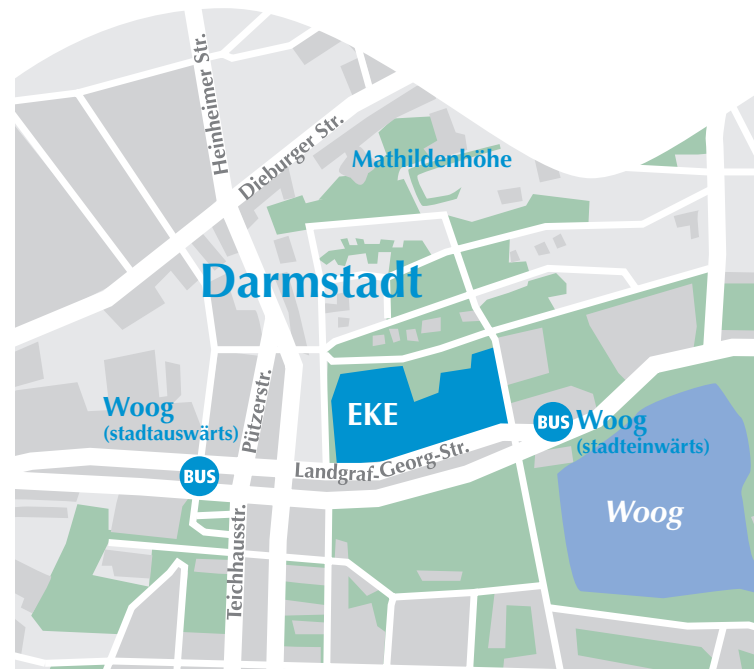 Heinheimer Str.
Dieburger Str.
Mathildenhöhe
Darmstadt
Pützerstr.
Woog
(stadtauswärts)
BUS
EKE
BUS
Woog
(stadteinwärts)
Landgraf-Georg-Str.
Woog
Teichhausstr.